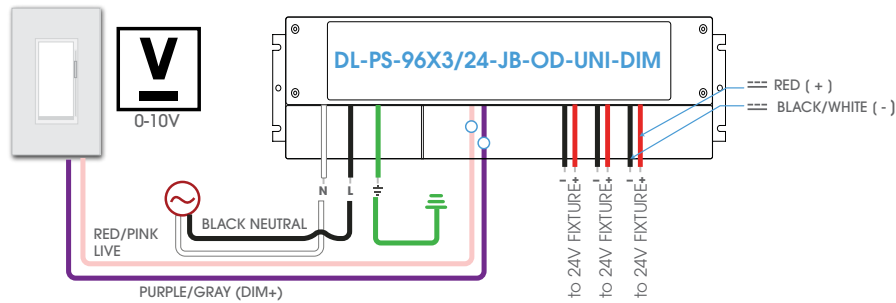 V
0-10V
DL-PS-96X3/24-JB-OD-UNI-DIM
RED ( + )
BLACK/WHITE ( - )
N
L
- + - + - +
BLACK NEUTRAL
RED/PINK
LIVE
PURPLE/GRAY (DIM+)
to 24V FIXTURE
to 24V FIXTURE
to 24V FIXTURE